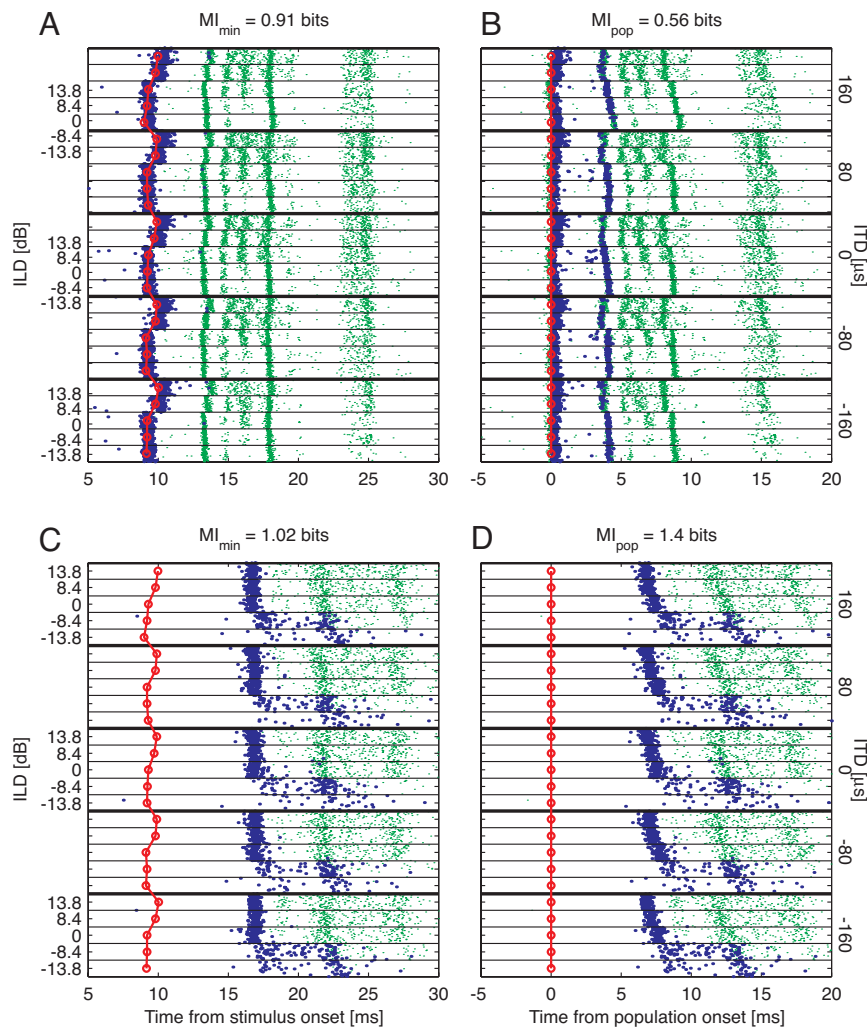 A
MI_min = 0.91 bits
B
MI_pop = 0.56 bits
ILD [dB]
13.8
8.4
0
-8.4
-13.8
13.8
8.4
0
-8.4
-13.8
13.8
8.4
0
-8.4
-13.8
160
80
0
-80
-160
ITD [µs]
5 10 15 20 25 30
-5 0 5 10 15 20
C
MI_min = 1.02 bits
D
MI_pop = 1.4 bits
ILD [dB]
13.8
8.4
0
-8.4
-13.8
13.8
8.4
0
-8.4
-13.8
13.8
8.4
0
-8.4
-13.8
160
80
0
-80
-160
ITD [µs]
5 10 15 20 25 30
-5 0 5 10 15 20
Time from stimulus onset [ms]
Time from population onset [ms]